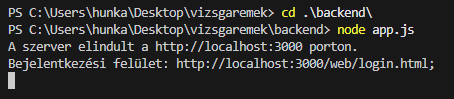 PS C:\Users\hunka\Desktop\vizsgaremek> cd .\backend\
PS C:\Users\hunka\Desktop\vizsgaremek\backend> node app.js
A szerver elindult a http://localhost:3000 porton.
Bejelentkezési felület: http://localhost:3000/web/login.html;